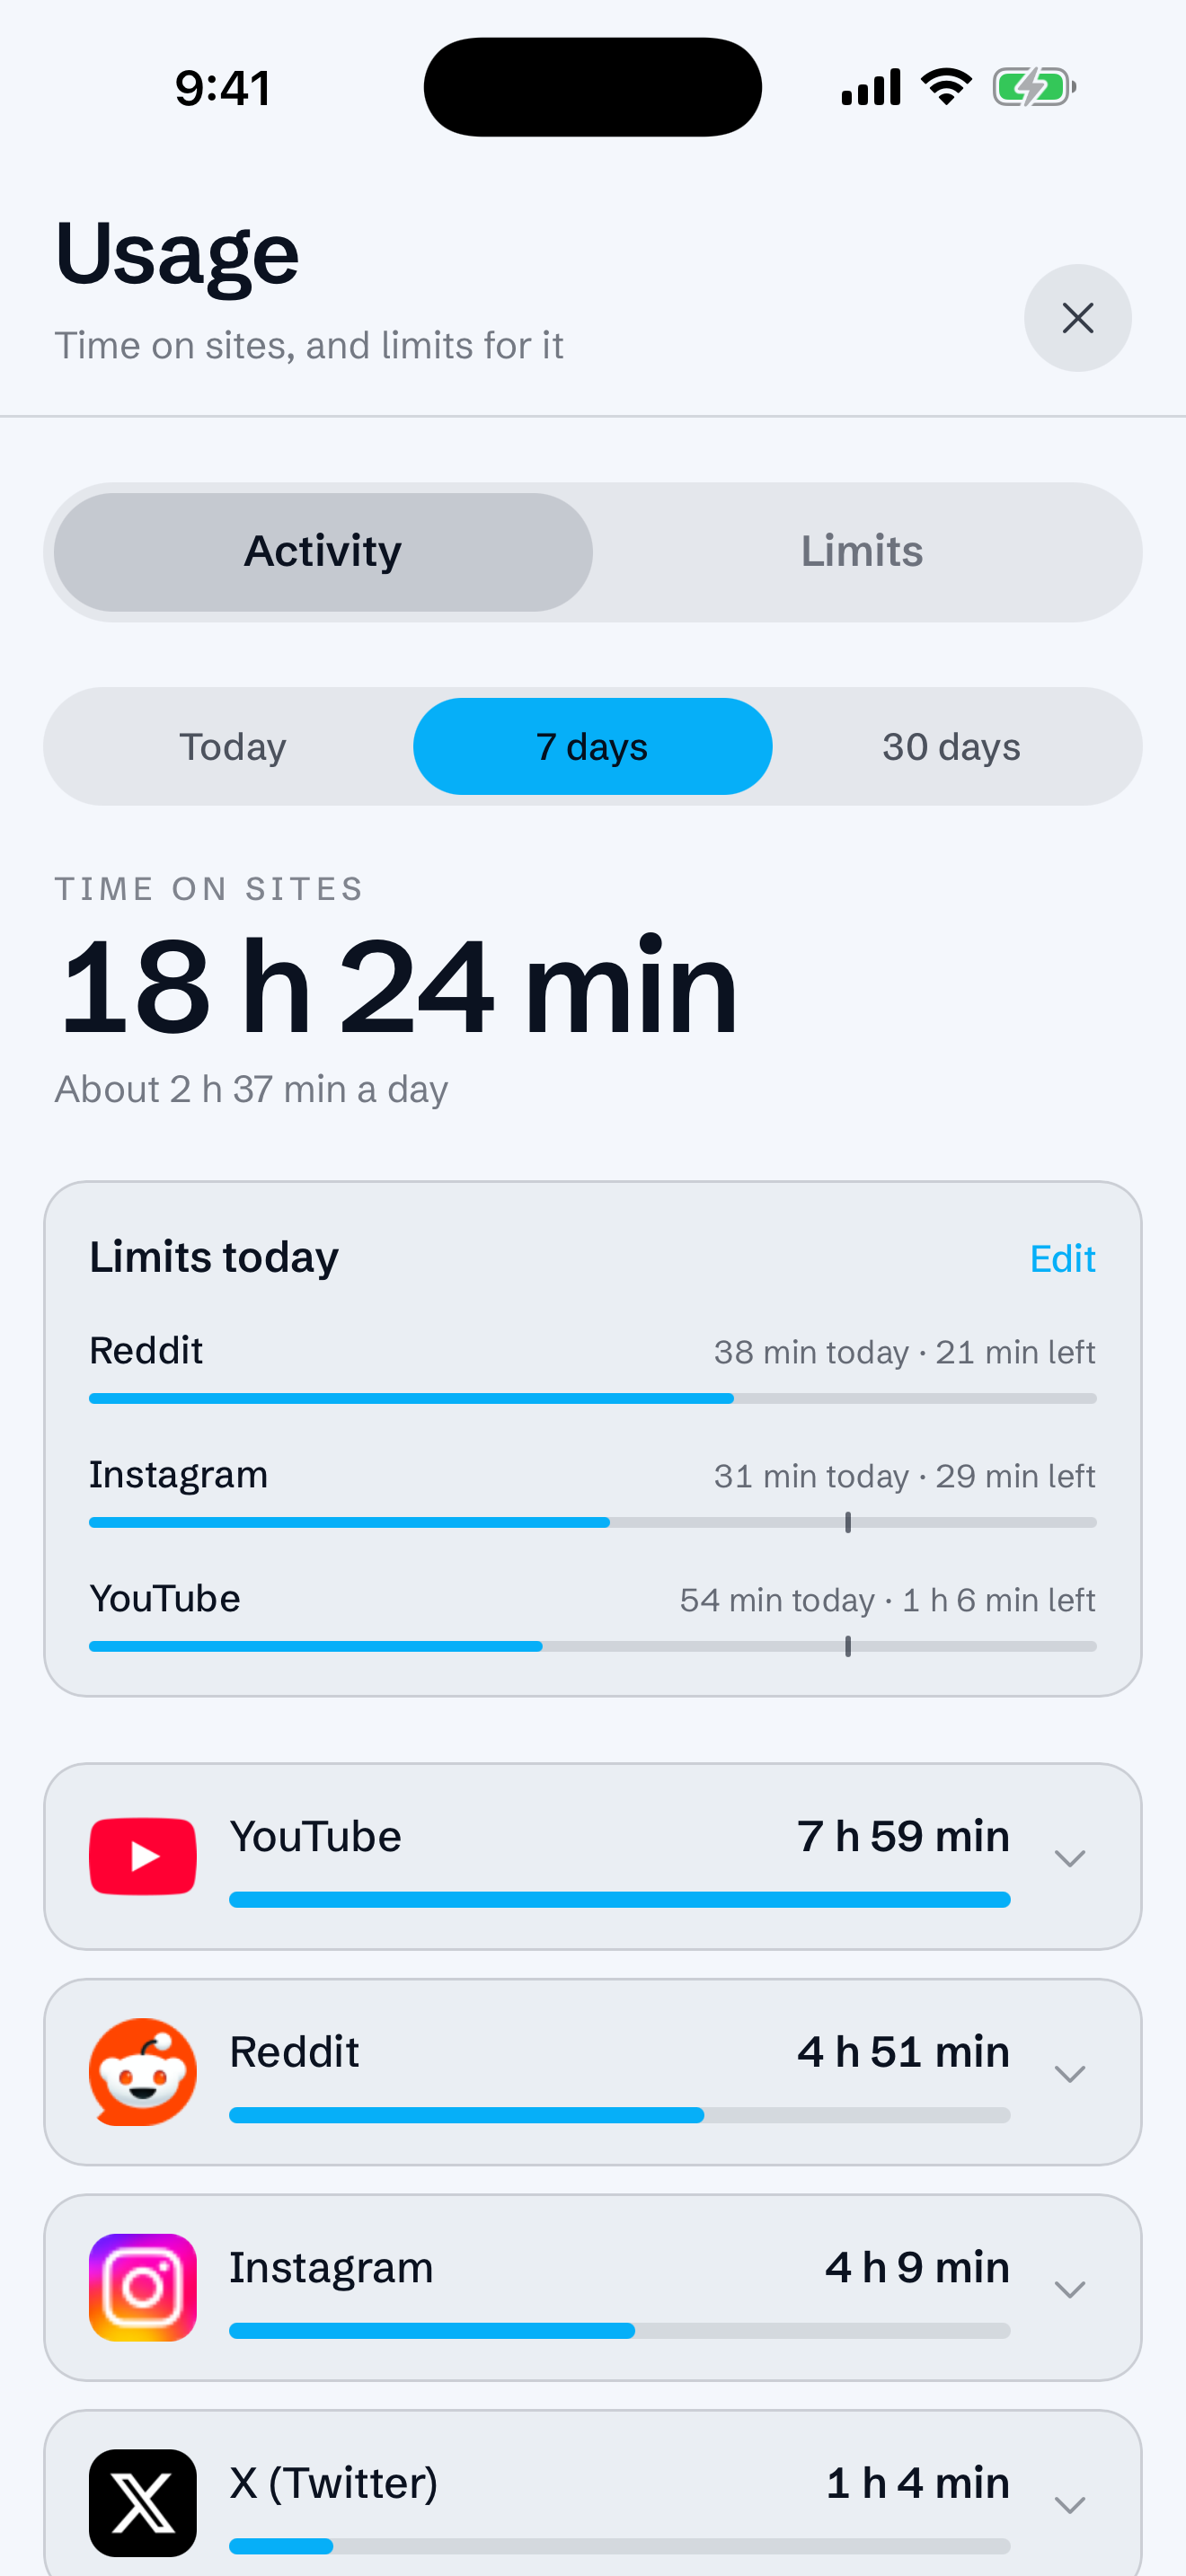 9:41
Usage
Time on sites, and limits for it
Activity
Limits
Today
7 days
30 days
TIME ON SITES
18 h 24 min
About 2 h 37 min a day
Limits today
Edit
Reddit
38 min today · 21 min left
Instagram
31 min today · 29 min left
YouTube
54 min today · 1 h 6 min left
YouTube
7 h 59 min
Reddit
4 h 51 min
Instagram
4 h 9 min
X (Twitter)
1 h 4 min